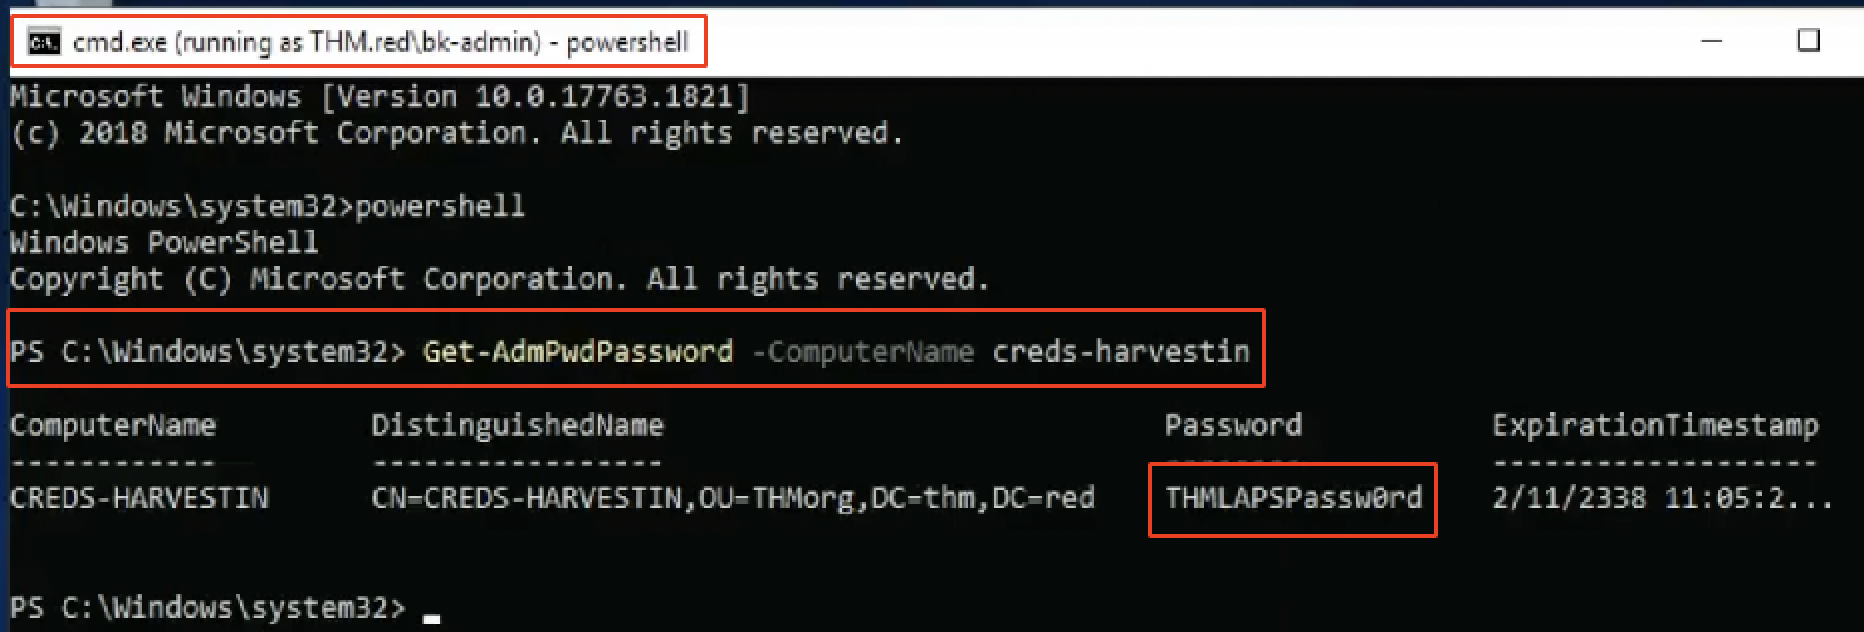 cmd.exe (running as THM.red\bk-admin) - powershell
Microsoft Windows [Version 10.0.17763.1821]
(c) 2018 Microsoft Corporation. All rights reserved.
C:\Windows\system32>powershell
Windows PowerShell
Copyright (C) Microsoft Corporation. All rights reserved.
PS C:\Windows\system32> Get-AdmPwdPassword -ComputerName creds-harvestin
ComputerName DistinguishedName Password ExpirationTimestamp
------------ ----------------- -------- -------------------
CREDS-HARVESTIN CN=CREDS-HARVESTIN,OU=THMorg,DC=thm,DC=red THMLAPSPassw0rd 2/11/2338 11:05:2...
PS C:\Windows\system32>